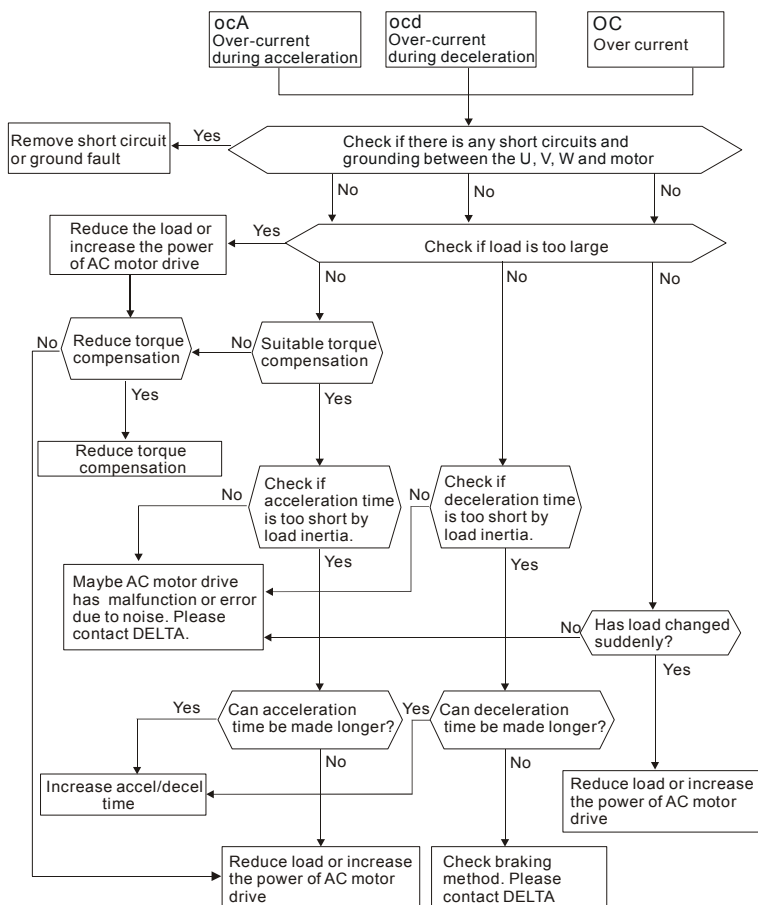 ocA
Over-current
during acceleration
ocd
Over-current
during deceleration
OC
Over current
Remove short circuit
or ground fault
Yes
Check if there is any short circuits and
grounding between the U, V, W and motor
No
No
No
Reduce the load or
increase the power
of AC motor drive
Yes
Check if load is too large
No
No
No
No
Reduce torque
compensation
No
Suitable torque
compensation
Yes
Yes
Reduce torque
compensation
No
Check if
acceleration time
is too short by
load inertia.
No
Check if
deceleration time
is too short by
load inertia.
Yes
Yes
Maybe AC motor drive
has malfunction or error
due to noise. Please
contact DELTA.
No
Has load changed
suddenly?
Yes
Yes
Can acceleration
time be made longer?
Yes
Can deceleration
time be made longer?
No
No
Increase accel/decel
time
Reduce load or increase
the power of AC motor
drive
Reduce load or increase
the power of AC motor
drive
Check braking
method. Please
contact DELTA